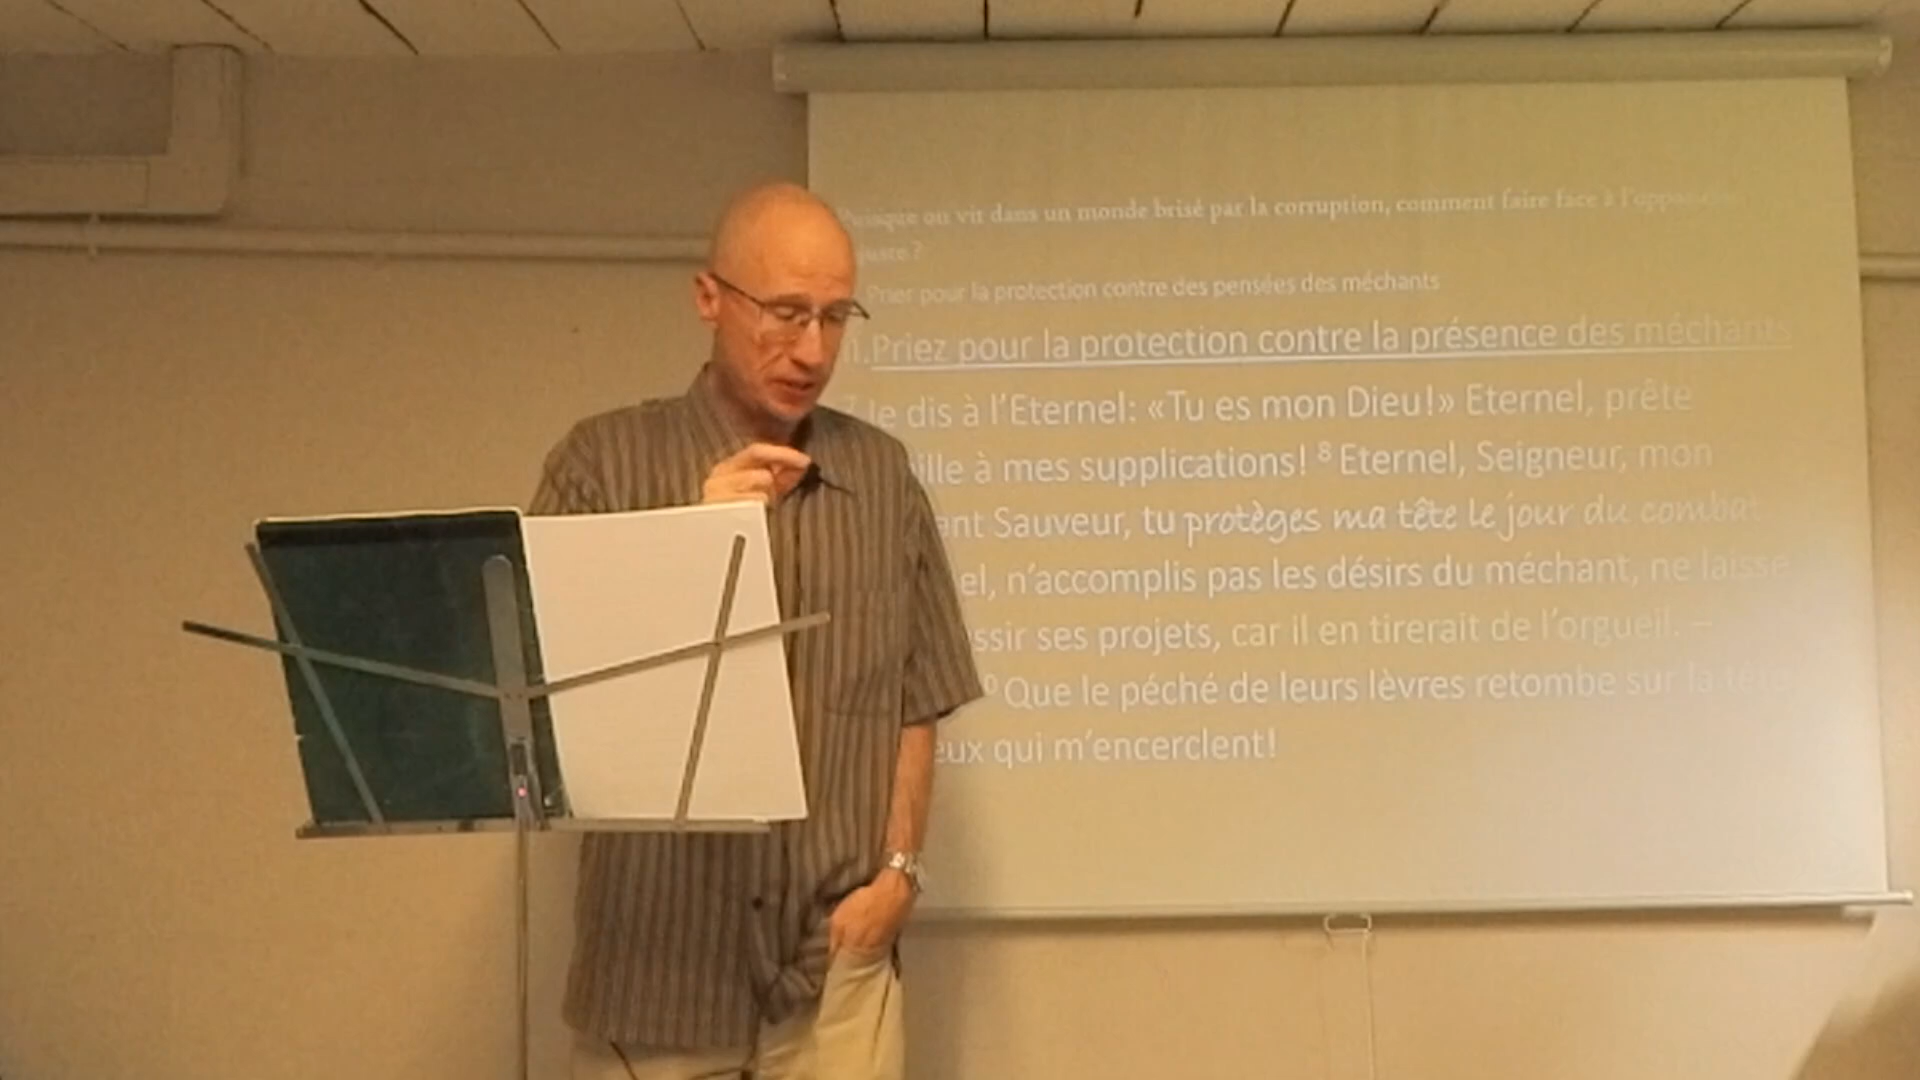 ou vit dans un monde brisé par la corruption, comment faire face à
juste ?
Prier pour la protection contre des pensées des méchants
Priez pour la protection contre la présence des méchants
Je dis à l'Eternel: «Tu es mon Dieu!» Eternel, prête
à mes supplications! 8 Eternel, Seigneur, mon
Sauveur, tu protèges ma tête le jour du combat
n'accomplis pas les désirs du méchant, ne laisse
ses projets, car il en tirerait de l'orgueil. –
Que le péché de leurs lèvres retombe sur la tête
qui m'encerclent!